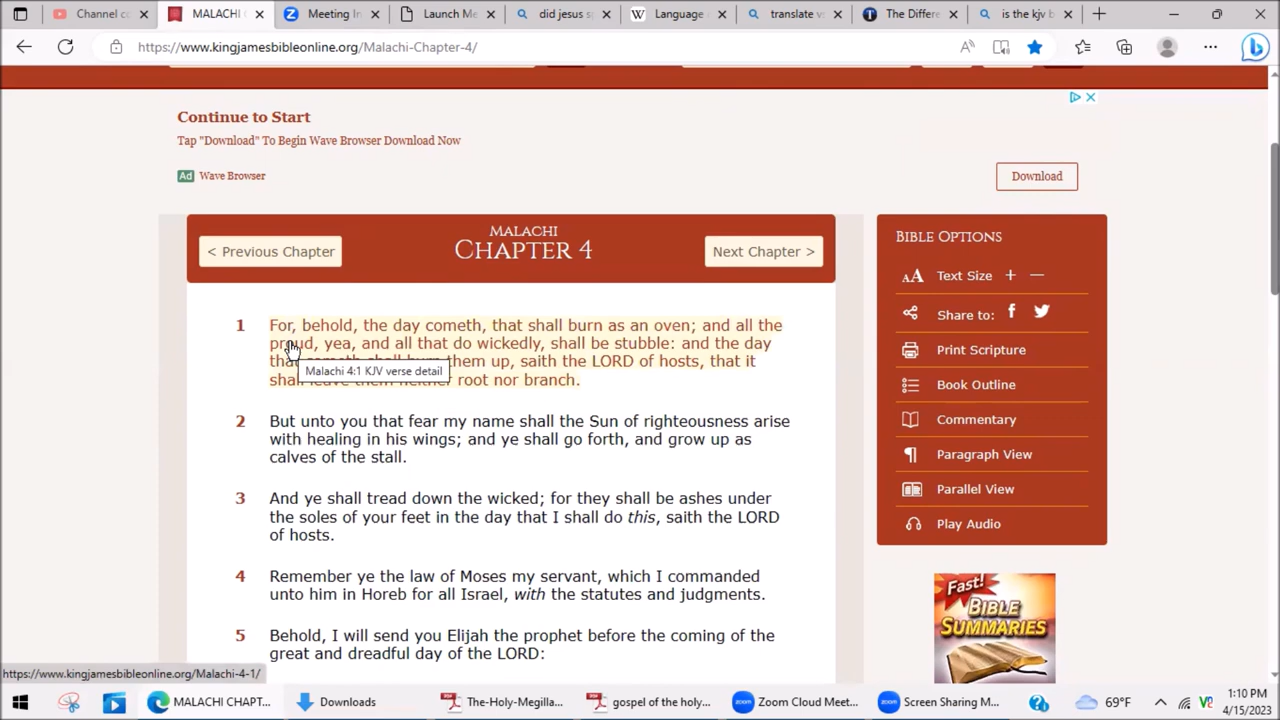 Channel co
MALACHI C
Meeting In
Launch Me
did jesus sp
Language a
translate vs
The Differe
is the kjv b
https://www.kingjamesbibleonline.org/Malachi-Chapter-4/
Continue to Start
Tap "Download" To Begin Wave Browser Download Now
Ad Wave Browser
Download
MALACHI
< Previous Chapter
CHAPTER 4
Next Chapter >
1 For, behold, the day cometh, that shall burn as an oven; and all the
proud, yea, and all that do wickedly, shall be stubble: and the day
that cometh shall burn them up, saith the LORD of hosts, that it
Malachi 4:1 KJV verse detail
shall leave them neither root nor branch.
2 But unto you that fear my name shall the Sun of righteousness arise
with healing in his wings; and ye shall go forth, and grow up as
calves of the stall.
3 And ye shall tread down the wicked; for they shall be ashes under
the soles of your feet in the day that I shall do this, saith the LORD
of hosts.
4 Remember ye the law of Moses my servant, which I commanded
unto him in Horeb for all Israel, with the statutes and judgments.
5 Behold, I will send you Elijah the prophet before the coming of the
great and dreadful day of the LORD:
BIBLE OPTIONS
AA Text Size + —
Share to:
Print Scripture
Book Outline
Commentary
Paragraph View
Parallel View
Play Audio
Fast!
BIBLE
SUMMARIES
https://www.kingjamesbibleonline.org/Malachi-4-1/
MALACHI CHAPT...
Downloads
The-Holy-Megilla...
gospel of the holy...
Zoom Cloud Meet...
Screen Sharing M...
69°F
1:10 PM
4/15/2023